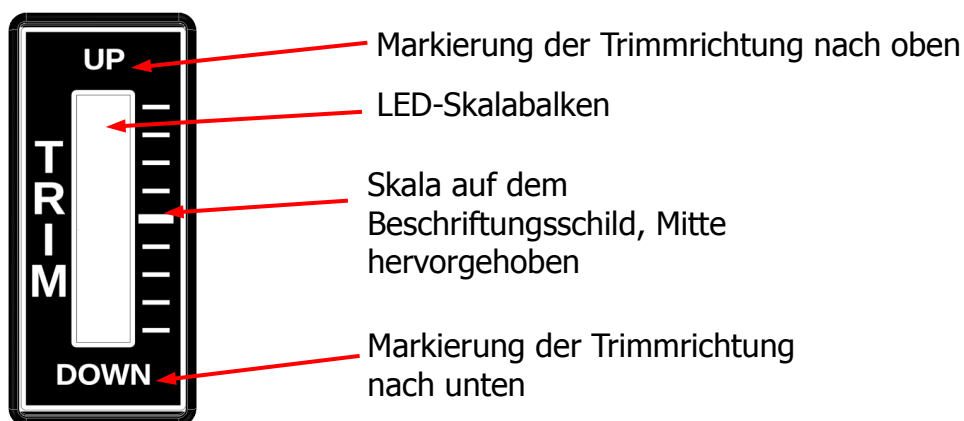 UP
TRIM
DOWN
Markierung der Trimmrichtung nach oben
LED-Skalabalken
Skala auf dem
Beschriftungsschild, Mitte
hervorgehoben
Markierung der Trimmrichtung
nach unten